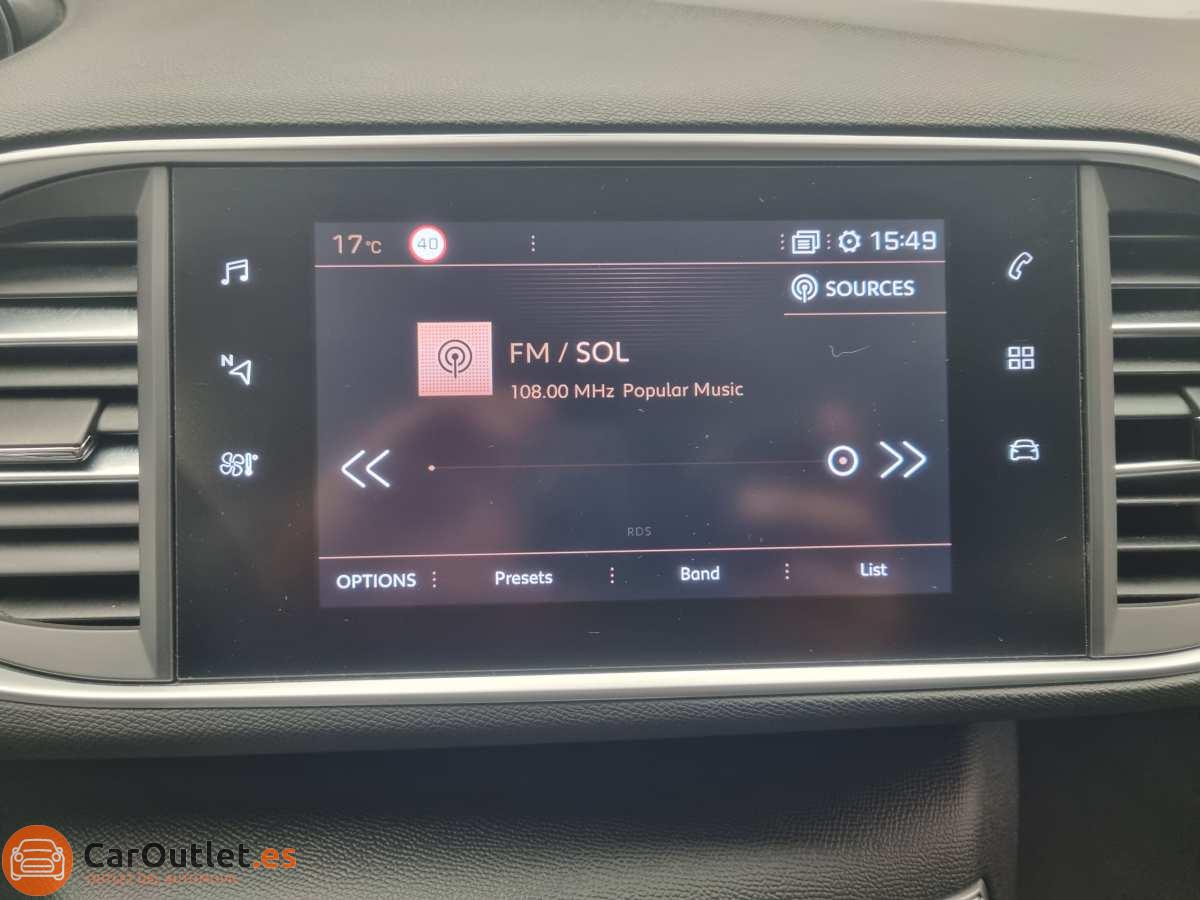 17°C 40 15:49
SOURCES
FM / SOL
108.00 MHz Popular Music
N
RDS
OPTIONS Presets Band List
CarOutlet.es